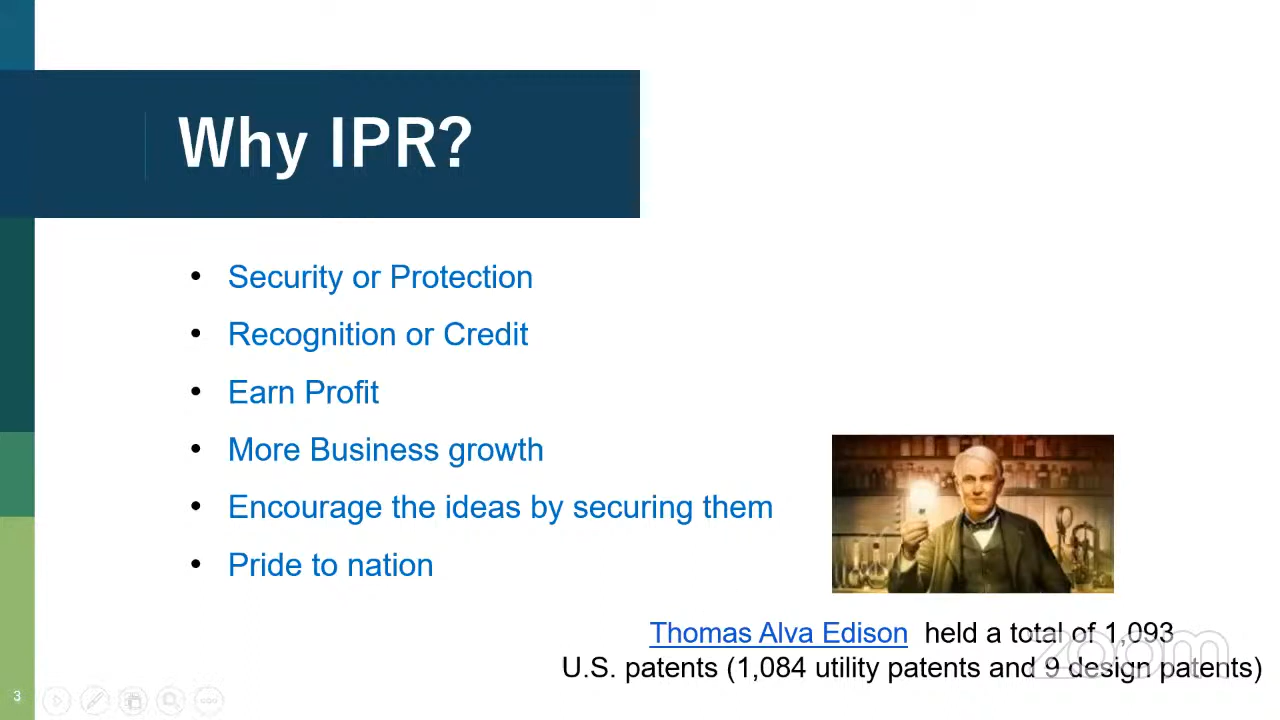 Why IPR?
• Security or Protection
• Recognition or Credit
• Earn Profit
• More Business growth
• Encourage the ideas by securing them
• Pride to nation
Thomas Alva Edison held a total of 1,093
U.S. patents (1,084 utility patents and 9 design patents)
zoom
3